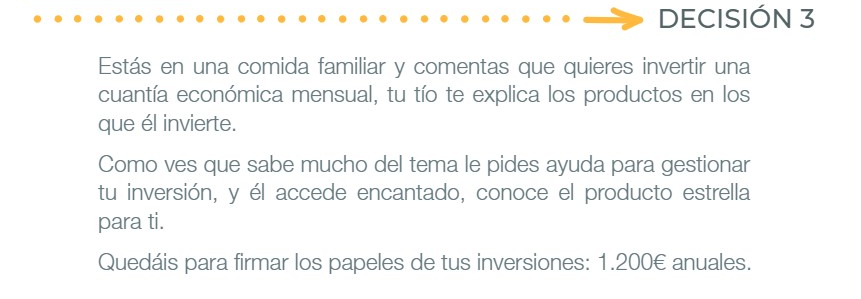 DECISIÓN 3
Estás en una comida familiar y comentas que quieres invertir una
cuantía económica mensual, tu tío te explica los productos en los
que él invierte.
Como ves que sabe mucho del tema le pides ayuda para gestionar
tu inversión, y él accede encantado, conoce el producto estrella
para ti.
Quedáis para firmar los papeles de tus inversiones: 1.200€ anuales.